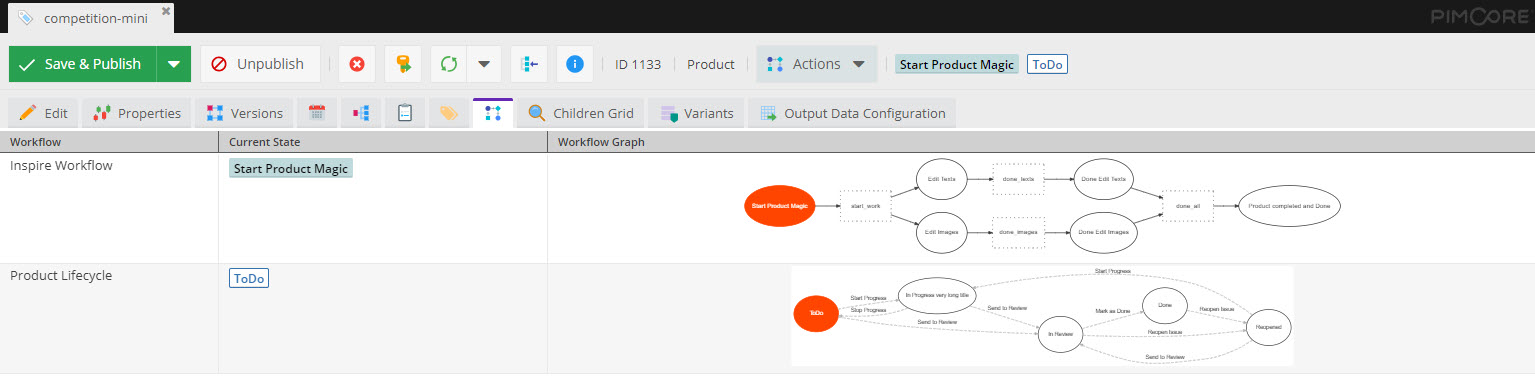 competition-mini
PIMCORE
Save & Publish
Unpublish
ID 1133
Product
Actions
Start Product Magic
ToDo
Edit
Properties
Versions
Children Grid
Variants
Output Data Configuration
Workflow
Current State
Workflow Graph
Inspire Workflow
Start Product Magic
Start Product Magic
start_work
Edit Texts
done_texts
Done Edit Texts
Edit Images
done_images
Done Edit Images
done_all
Product completed and Done
Product Lifecycle
ToDo
ToDo
Start Progress
Stop Progress
In Progress very long title
Start Progress
Send to Review
Send to Review
In Review
Mark as Done
Done
Reopen Issue
Reopen Issue
Reopened
Send to Review